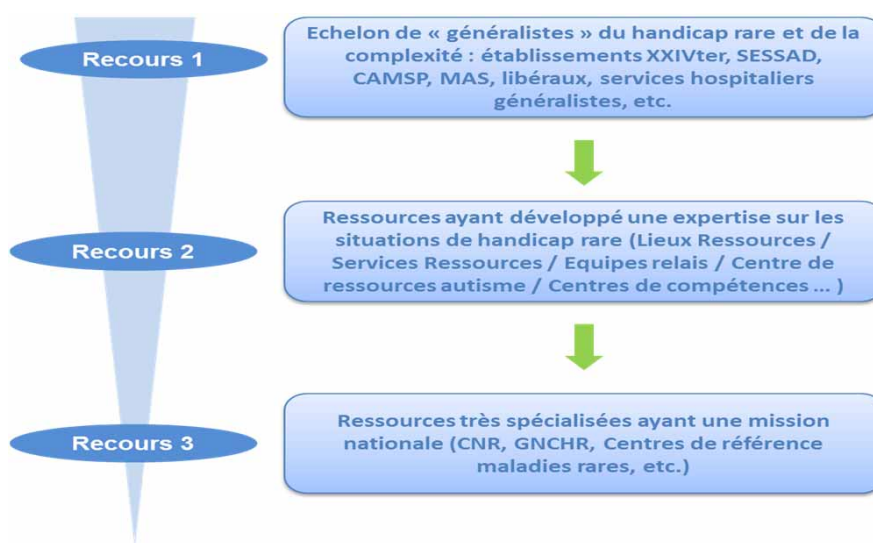 Recours 1
Echelon de « généralistes » du handicap rare et de la
complexité : établissements XXIVter, SESSAD,
CAMSP, MAS, libéraux, services hospitaliers
généralistes, etc.
Recours 2
Ressources ayant développé une expertise sur les
situations de handicap rare (Lieux Ressources /
Services Ressources / Equipes relais / Centre de
ressources autisme / Centres de compétences ... )
Recours 3
Ressources très spécialisées ayant une mission
nationale (CNR, GNCHR, Centres de référence
maladies rares, etc.)